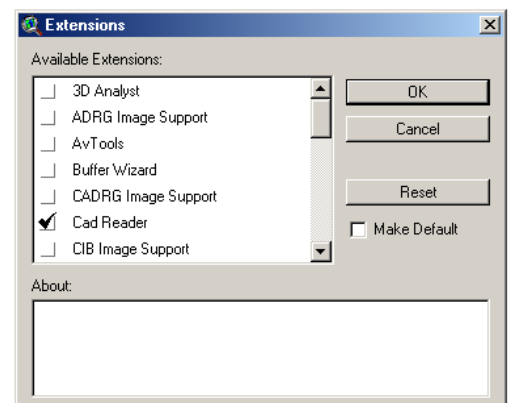 Extensions
Available Extensions:
3D Analyst
ADRG Image Support
AvTools
Buffer Wizard
CADRG Image Support
Cad Reader
CIB Image Support
OK
Cancel
Reset
Make Default
About: